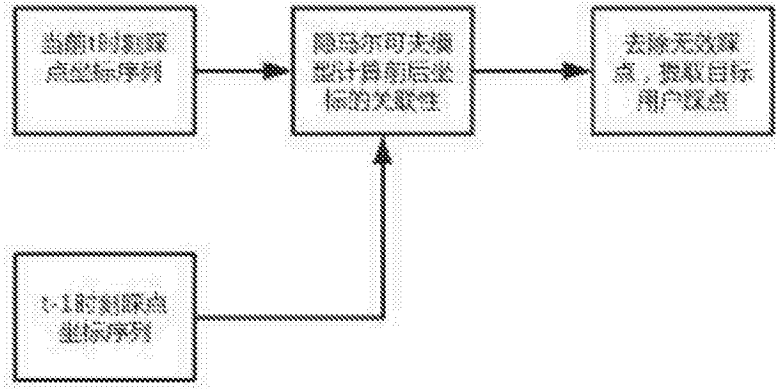 当前t时刻踩
点坐标序列
隐马尔可夫模
型计算前后坐
标的关联性
去除无效踩
点，提取目标
用户踩点
t-1时刻踩点
坐标序列